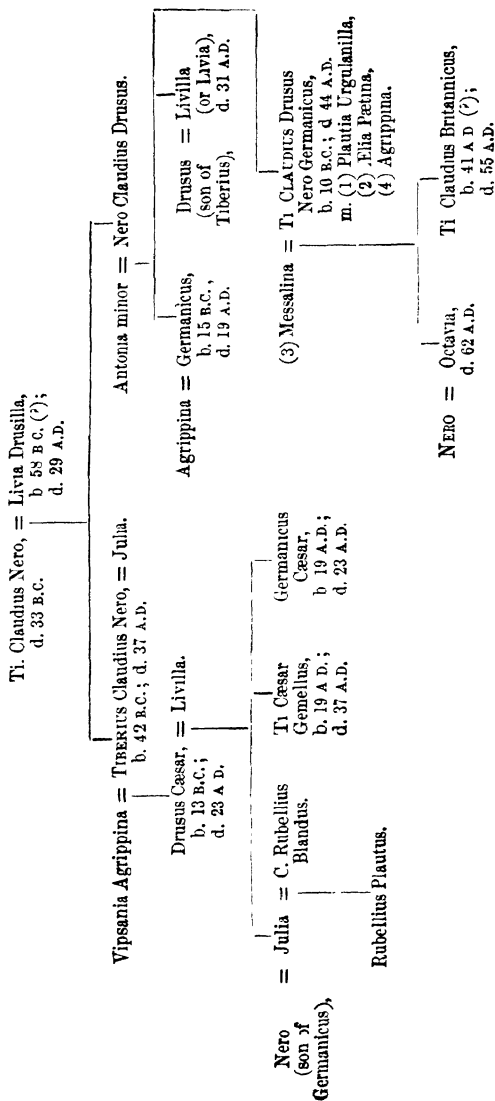 Ti. Claudius Nero, = Livia Drusilla,
d. 33 B.C.
b 58 B C. (?);
d. 29 A.D.
Vipsania Agrippina = TIBERIUS Claudius Nero, = Julia.
b. 42 B.C.; d. 37 A.D.
Antonia minor = Nero Claudius Drusus.
Drusus Cæsar, = Livilla.
b. 13 B.C.;
d. 23 A D.
Agrippina = Germanicus,
b. 15 B.C.,
d. 19 A.D.
Drusus = Livilla
(son of
Tiberius),
(or Livia),
d. 31 A.D.
Nero
(son of
Germanicus),
= Julia = C. Rubellius
Blandus.
Ti Cæsar
Gemellus,
b. 19 A D.;
d. 37 A.D.
Germanicus
Cæsar,
b 19 A.D.;
d. 23 A.D.
(3) Messalina = TI CLAUDIUS Drusus
Nero Germanicus,
b. 10 B.C.; d 44 A.D.
m. (1) Plautia Urgulanilla,
(2) .Elia Pætina,
(4) Agrippina.
Rubellius Plautus.
NERO = Octavia,
d. 62 A.D.
Ti Claudius Britannicus,
b. 41 A D (?);
d. 55 A.D.